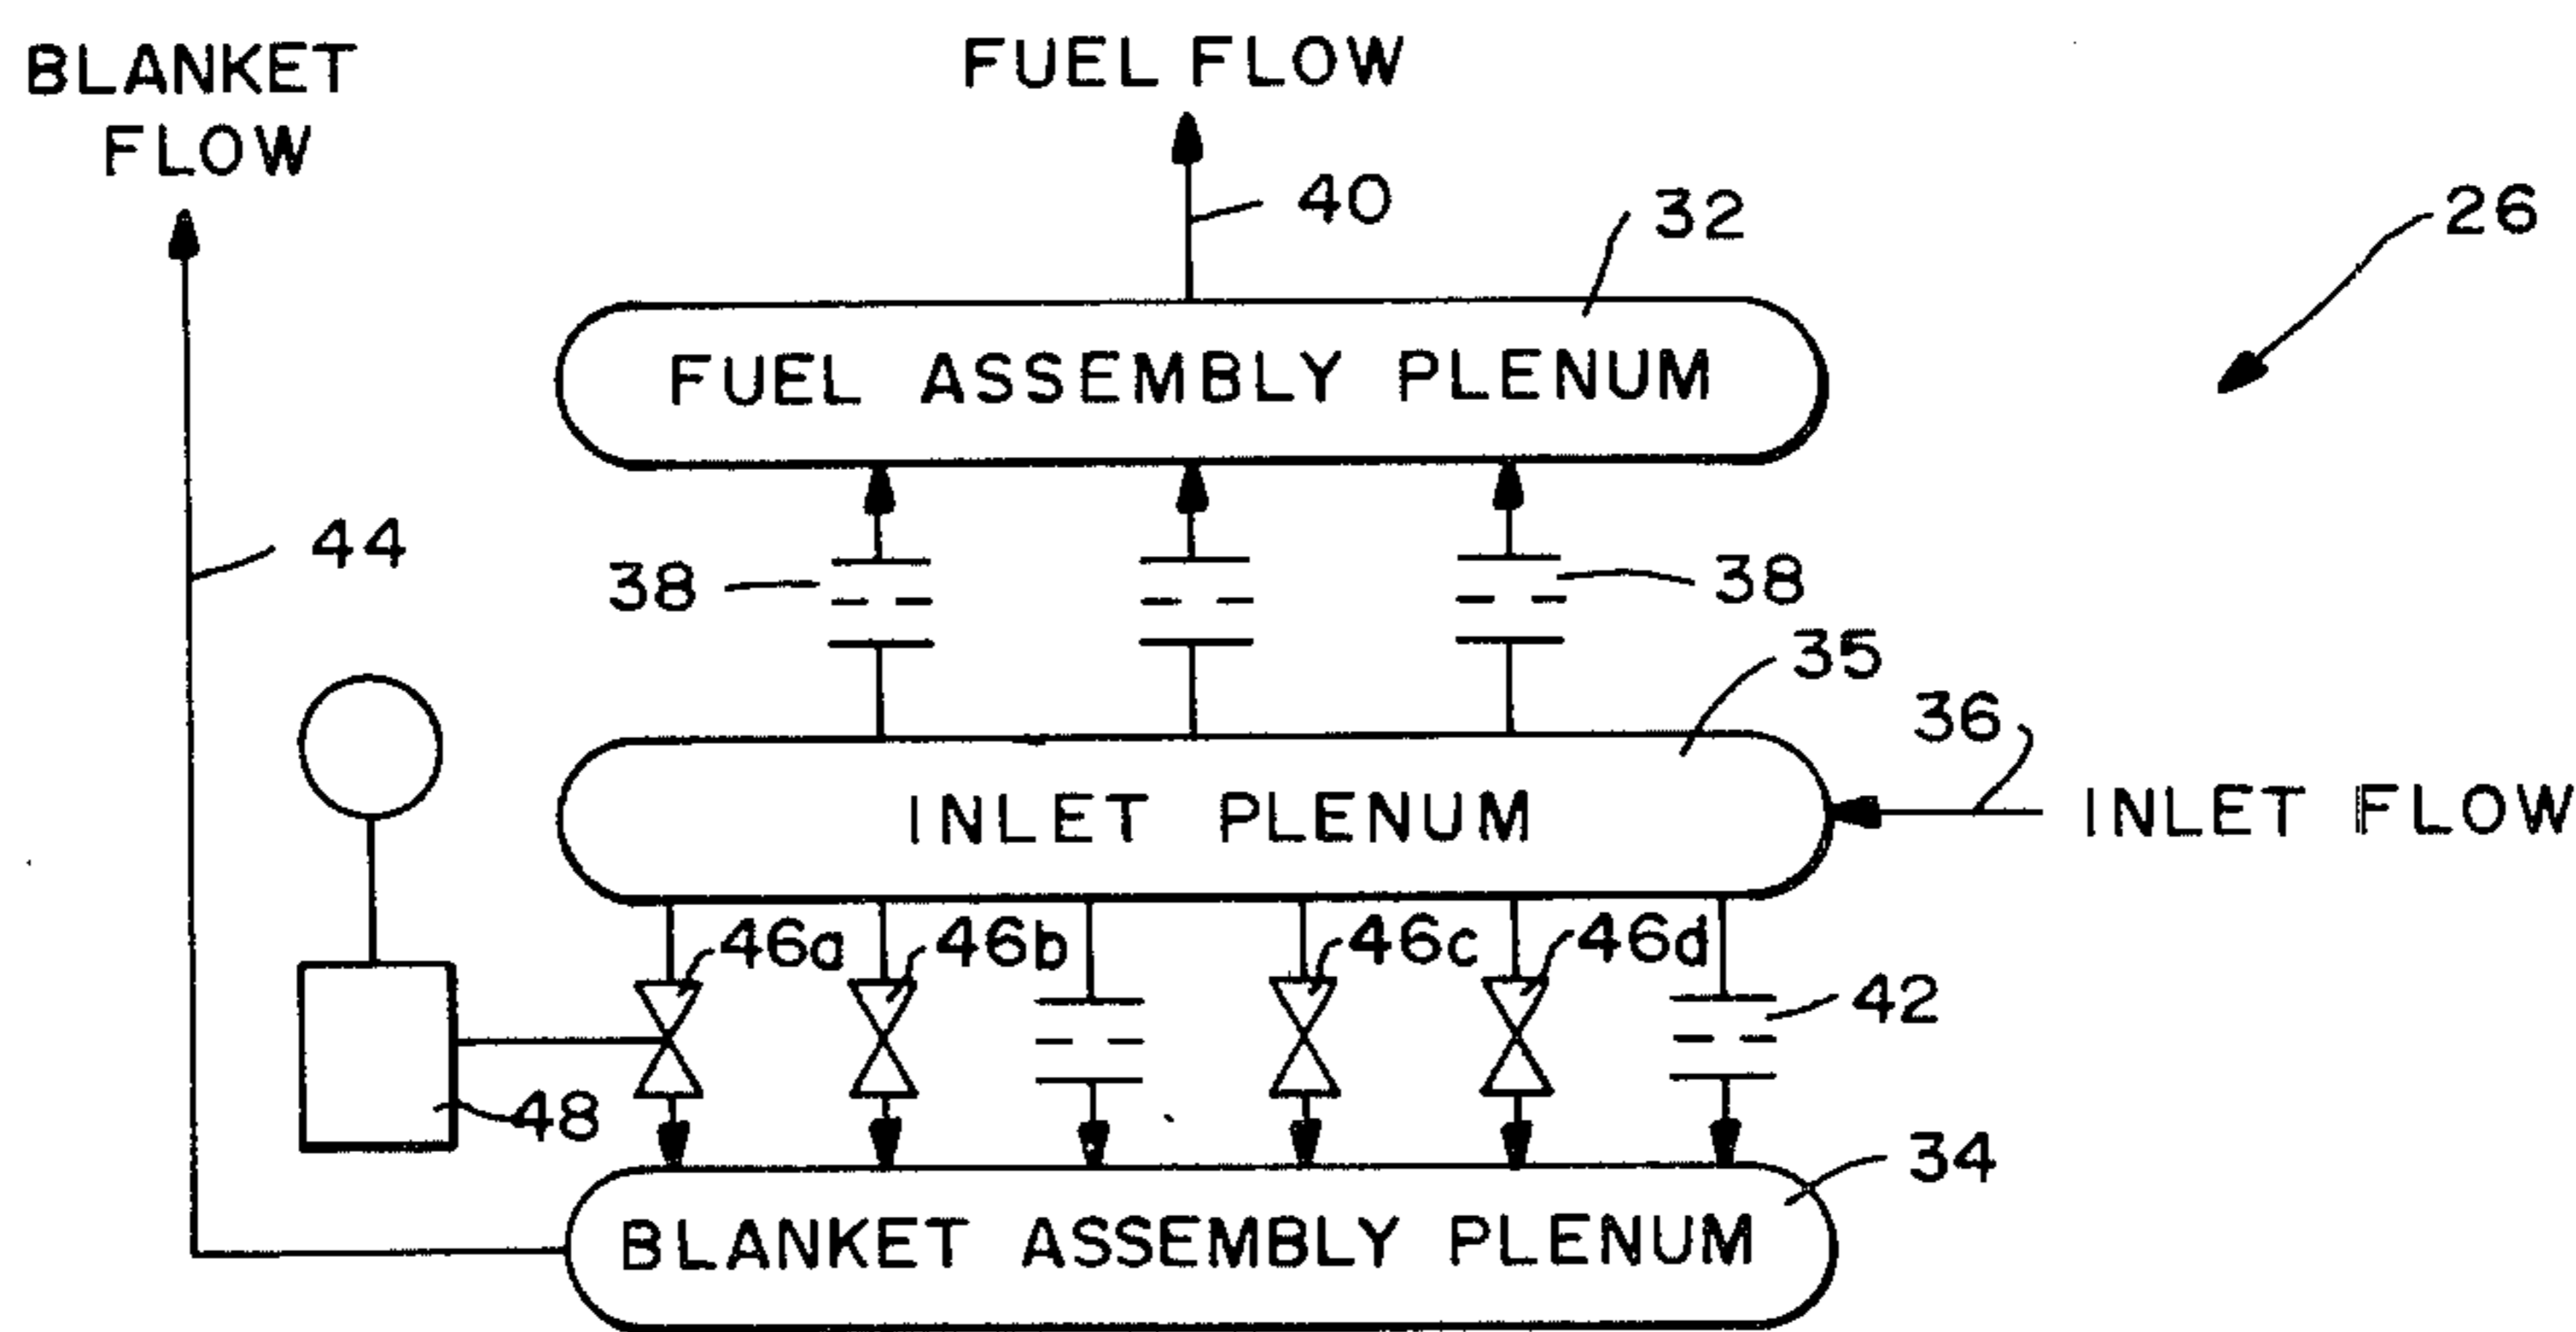 BLANKET
FLOW
FUEL FLOW
40
32
26
FUEL ASSEMBLY PLENUM
44
38
38
35
36
INLET PLENUM
INLET FLOW
46a
46b
46c
46d
42
48
34
BLANKET ASSEMBLY PLENUM